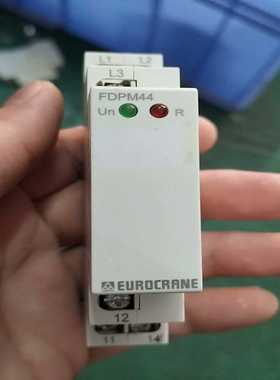 L1 L2
L3
FDPM44
Un R
EUROCRANE
12
11 14